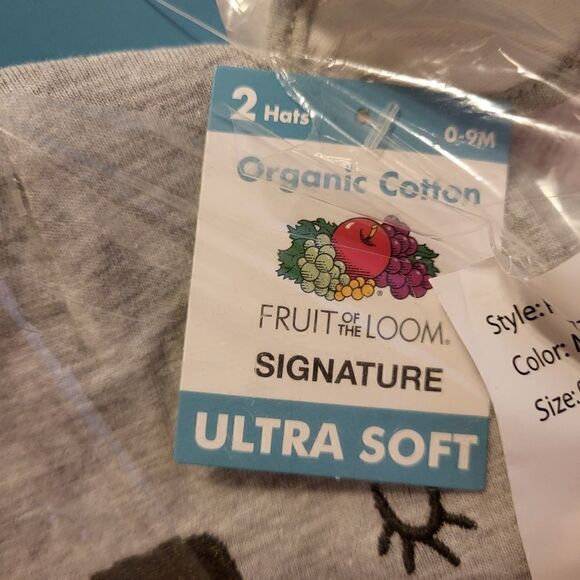 2 Hats
0-9M
Organic Cotton
FRUIT OF THE LOOM®
SIGNATURE
ULTRA SOFT
Style:
Color:
Size: